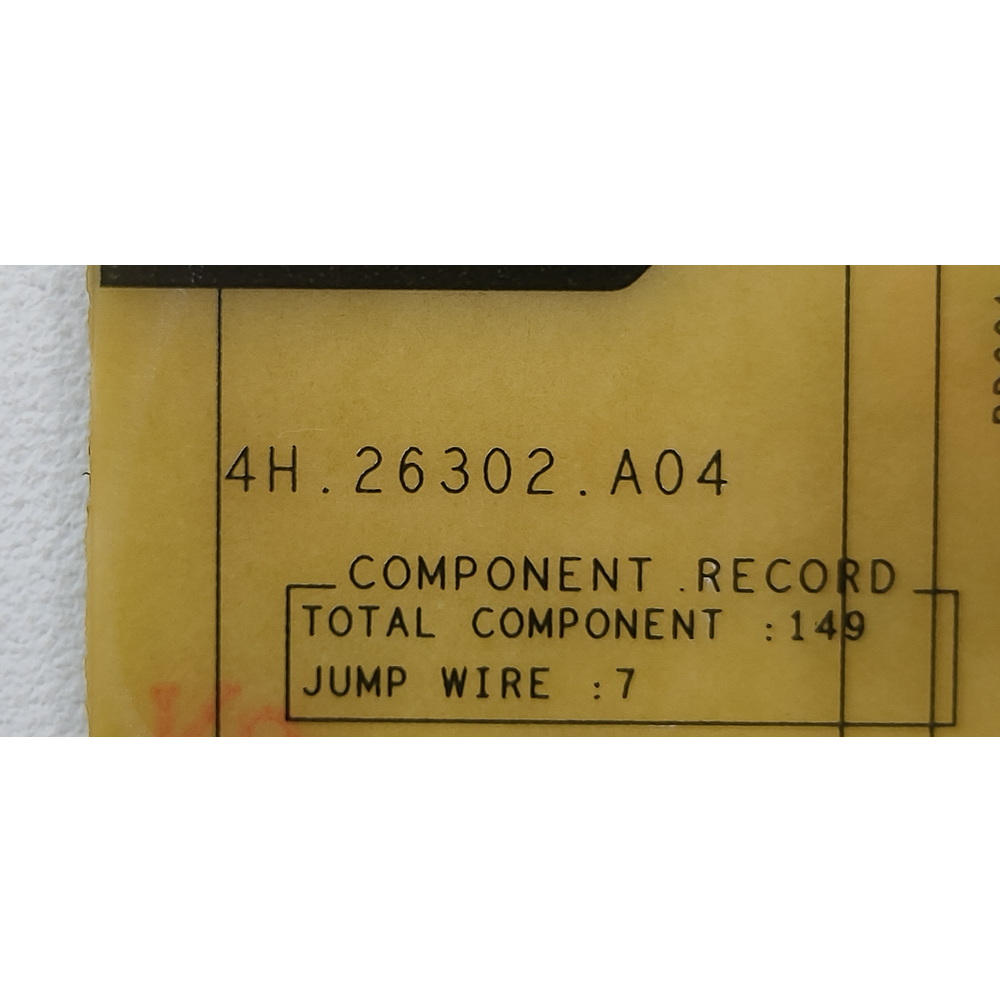 4H.26302.A04
COMPONENT .RECORD
TOTAL COMPONENT :149
JUMP WIRE :7